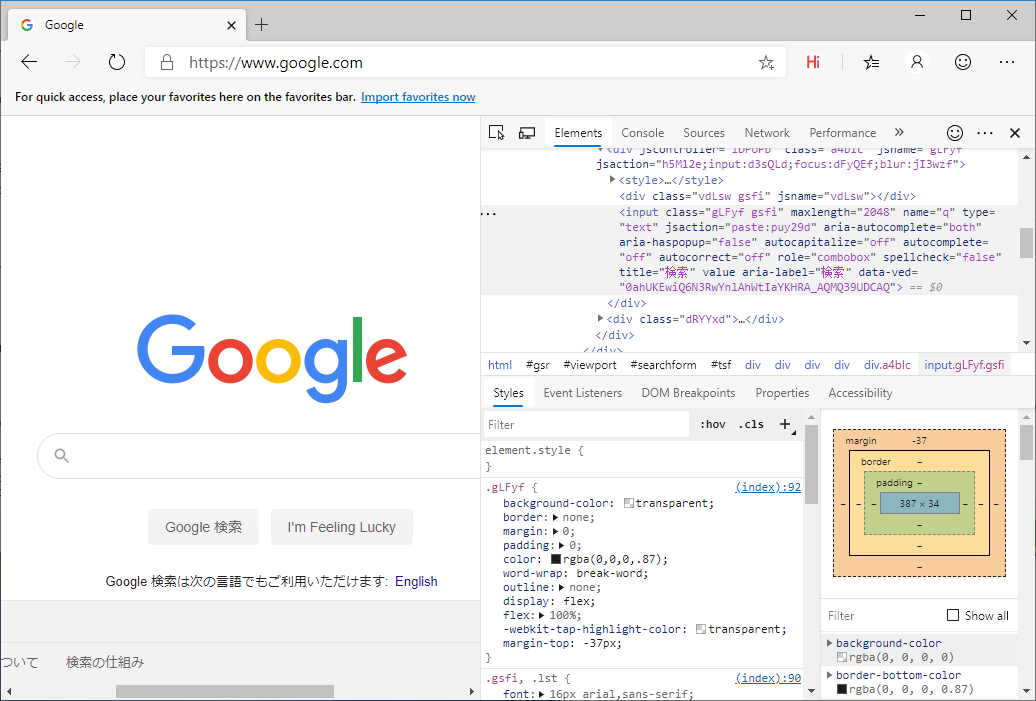 Google
https://www.google.com
Hi
For quick access, place your favorites here on the favorites bar. Import favorites now
Google
Google 検索
I'm Feeling Lucky
Google 検索は次の言語でもご利用いただけます: English
ついて 検索の仕組み
Elements Console Sources Network Performance »
<div jscontroller="iDPoPb" class="a4bIc" jsname="gLFyf"
jsaction="h5M12e;input:d3sQLd;focus:dFyQEf;blur:jI3wzf">
<style>…</style>
<div class="vdLsw gsfi" jsname="vdLsw"></div>
<input class="gLFyf gsfi" maxlength="2048" name="q" type=
"text" jsaction="paste:puy29d" aria-autocomplete="both"
aria-haspopup="false" autocapitalize="off" autocomplete=
"off" autocorrect="off" role="combobox" spellcheck="false"
title="検索" value aria-label="検索" data-ved=
"0ahUKEwiQ6N3RwYnlAhWtIaYKHRA_AQMQ39UDCAQ"> == $0
</div>
<div class="dRYYxd">…</div>
</div>
</div>
html #gsr #viewport #searchform #tsf div div div div div.a4bIc input.gLFyf.gsfi
Styles Event Listeners DOM Breakpoints Properties Accessibility
Filter :hov .cls +
element.style {
}
.gLFyf { (index):92
background-color: transparent;
border: none;
margin: 0;
padding: 0;
color: rgba(0,0,0,.87);
word-wrap: break-word;
outline: none;
display: flex;
flex: 100%;
-webkit-tap-highlight-color: transparent;
margin-top: -37px;
}
.gsfi, .lst { (index):90
font: 16px arial,sans-serif;
margin -37
border –
padding –
– – – 387 × 34 – – –
–
–
–
Filter Show all
background-color
rgba(0, 0, 0, 0)
border-bottom-color
rgba(0, 0, 0, 0.87)